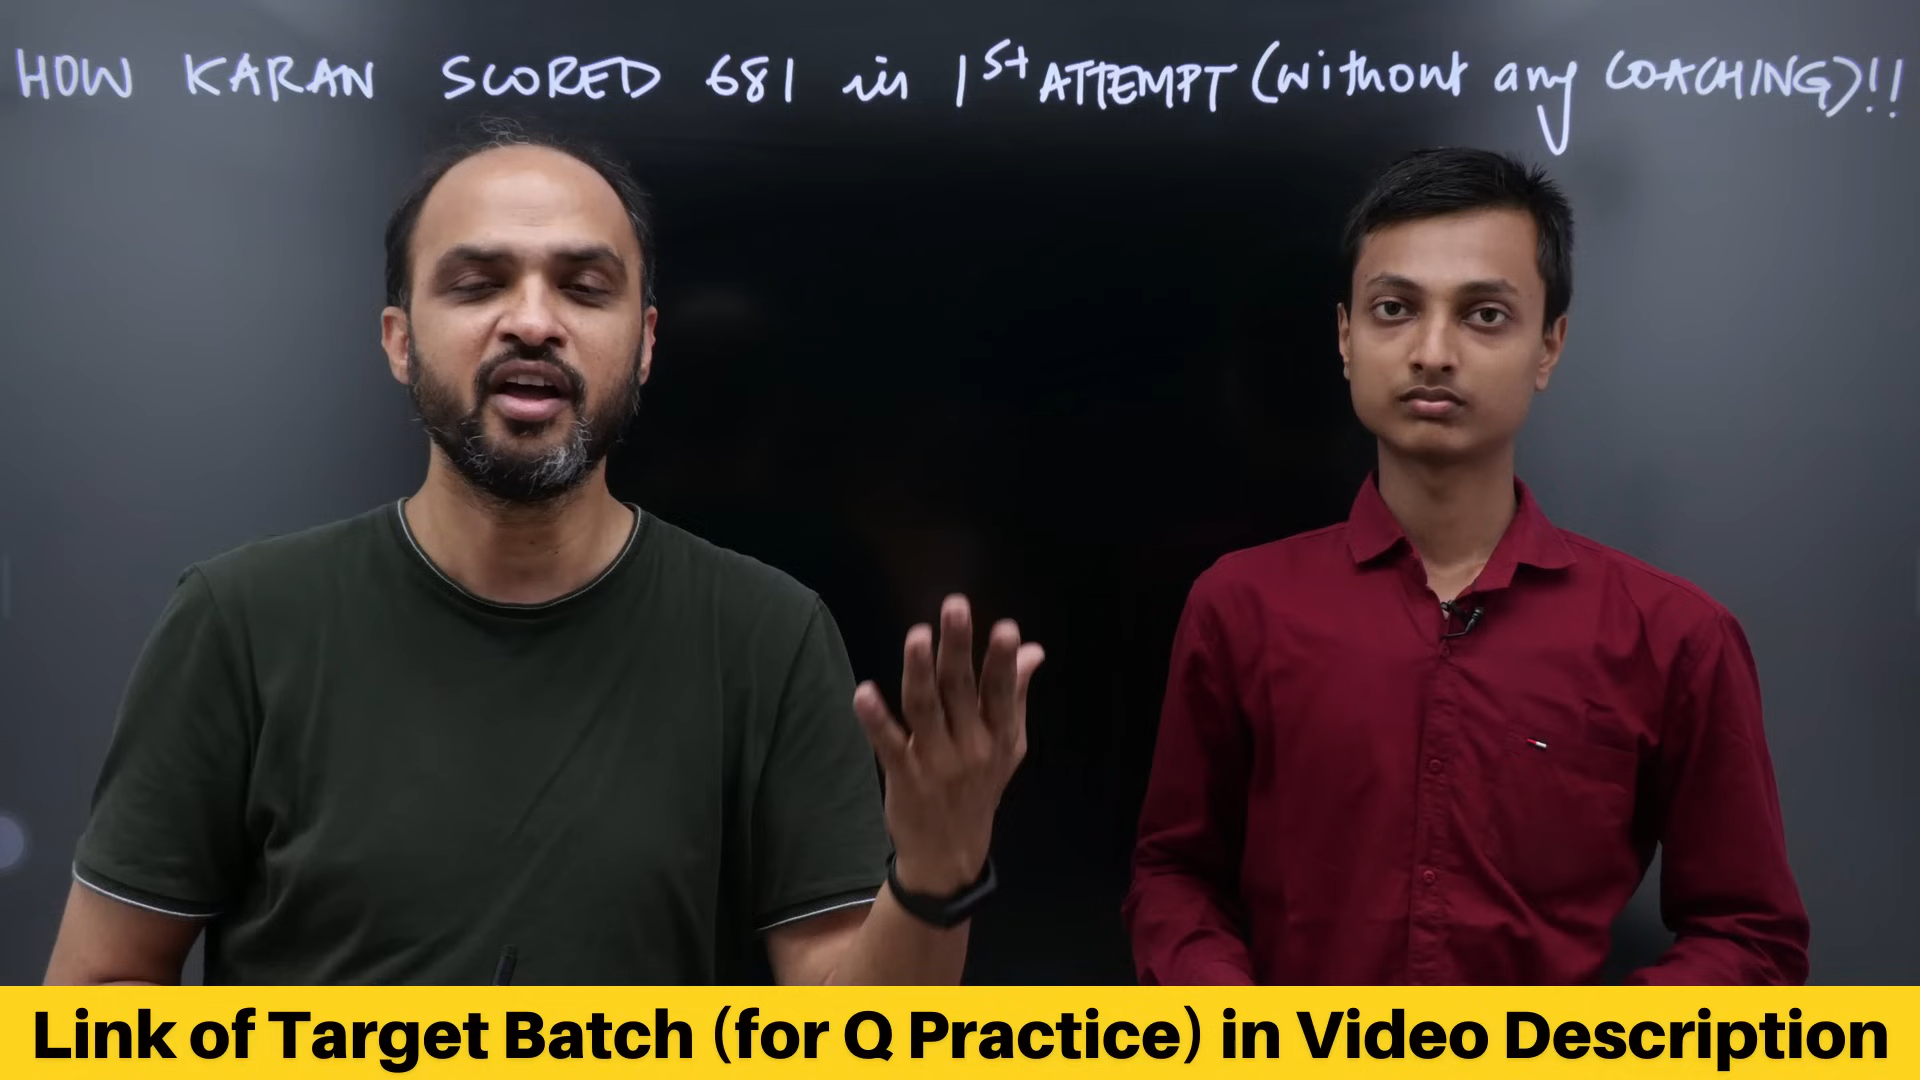 HOW KARAN SCORED 681 in 1st ATTEMPT (without any COACHING)!!
Link of Target Batch (for Q Practice) in Video Description